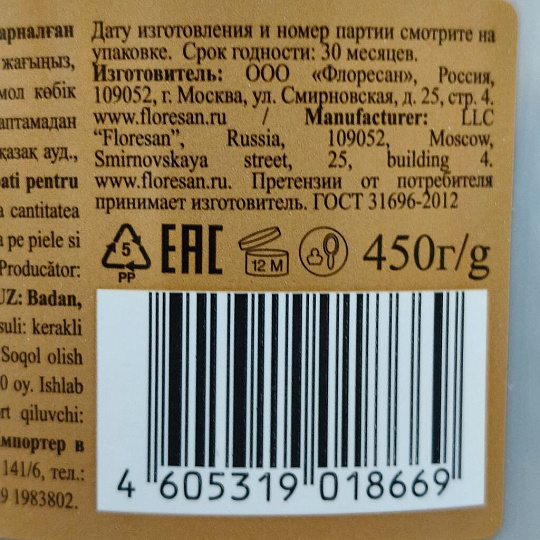 арналған
жағыңыз,
мол көбік
аптамадан
қазақ ауд.,
pentru
a cantitatea
a pe piele si
Producător:
UZ: Badan,
suli: kerakli
Soqol olish
0 oy. Ishlab
rt qiluvchi:
мпортер в
141/6, тел.:
9 1983802.
Дату изготовления и номер партии смотрите на
упаковке. Срок годности: 30 месяцев.
Изготовитель: ООО «Флоресан», Россия,
109052, г. Москва, ул. Смирновская, д. 25, стр. 4.
www.floresan.ru / Manufacturer: LLC
"Floresan", Russia, 109052, Moscow,
Smirnovskaya street, 25, building 4.
www.floresan.ru. Претензии от потребителя
принимает изготовитель. ГОСТ 31696-2012
5
PP
EAC
12 M
450г/g
4 605319 018669